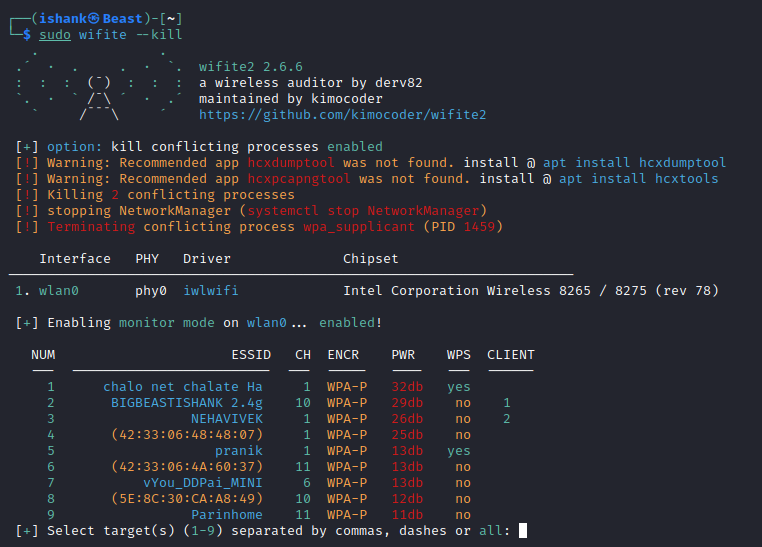 ┌──(ishank㉿Beast)-[~]
└─$ sudo wifite --kill
   .               .
 .´  ·  .     .  ·  `.  wifite2 2.6.6
 :  :  :  (¯)  :  :  :  a wireless auditor by derv82
 `.  ·  ` /¯\ ´  ·  .´  maintained by kimocoder
   `     /¯¯¯\     ´    https://github.com/kimocoder/wifite2

 [+] option: kill conflicting processes enabled
 [!] Warning: Recommended app hcxdumptool was not found. install @ apt install hcxdumptool
 [!] Warning: Recommended app hcxpcapngtool was not found. install @ apt install hcxtools
 [!] Killing 2 conflicting processes
 [!] stopping NetworkManager (systemctl stop NetworkManager)
 [!] Terminating conflicting process wpa_supplicant (PID 1459)

    Interface   PHY   Driver              Chipset
 1. wlan0       phy0  iwlwifi             Intel Corporation Wireless 8265 / 8275 (rev 78)

 [+] Enabling monitor mode on wlan0... enabled!

   NUM                      ESSID   CH  ENCR    PWR    WPS  CLIENT
     1      chalo net chalate Ha     1  WPA-P   32db   yes
     2       BIGBEASTISHANK 2.4g    10  WPA-P   29db    no    1
     3                 NEHAVIVEK     1  WPA-P   26db    no    2
     4       (42:33:06:48:48:07)     1  WPA-P   25db    no
     5                    pranik     1  WPA-P   13db   yes
     6       (42:33:06:4A:60:37)    11  WPA-P   13db    no
     7           vYou_DDPai_MINI     6  WPA-P   13db    no
     8       (5E:8C:30:CA:A8:49)    10  WPA-P   12db    no
     9                 Parinhome    11  WPA-P   11db    no
 [+] Select target(s) (1-9) separated by commas, dashes or all: